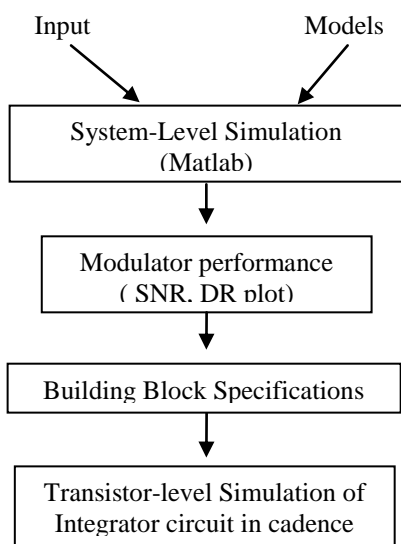 Input
Models
System-Level Simulation
(Matlab)
Modulator performance
( SNR, DR plot)
Building Block Specifications
Transistor-level Simulation of
Integrator circuit in cadence